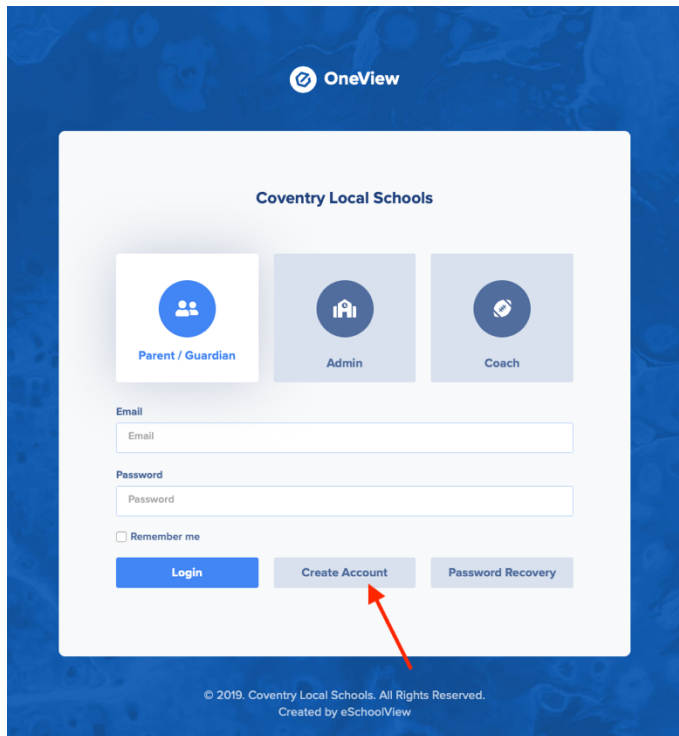 OneView
Coventry Local Schools
Parent / Guardian
Admin
Coach
Email
Email
Password
Password
Remember me
Login
Create Account
Password Recovery
© 2019. Coventry Local Schools. All Rights Reserved.
Created by eSchoolView